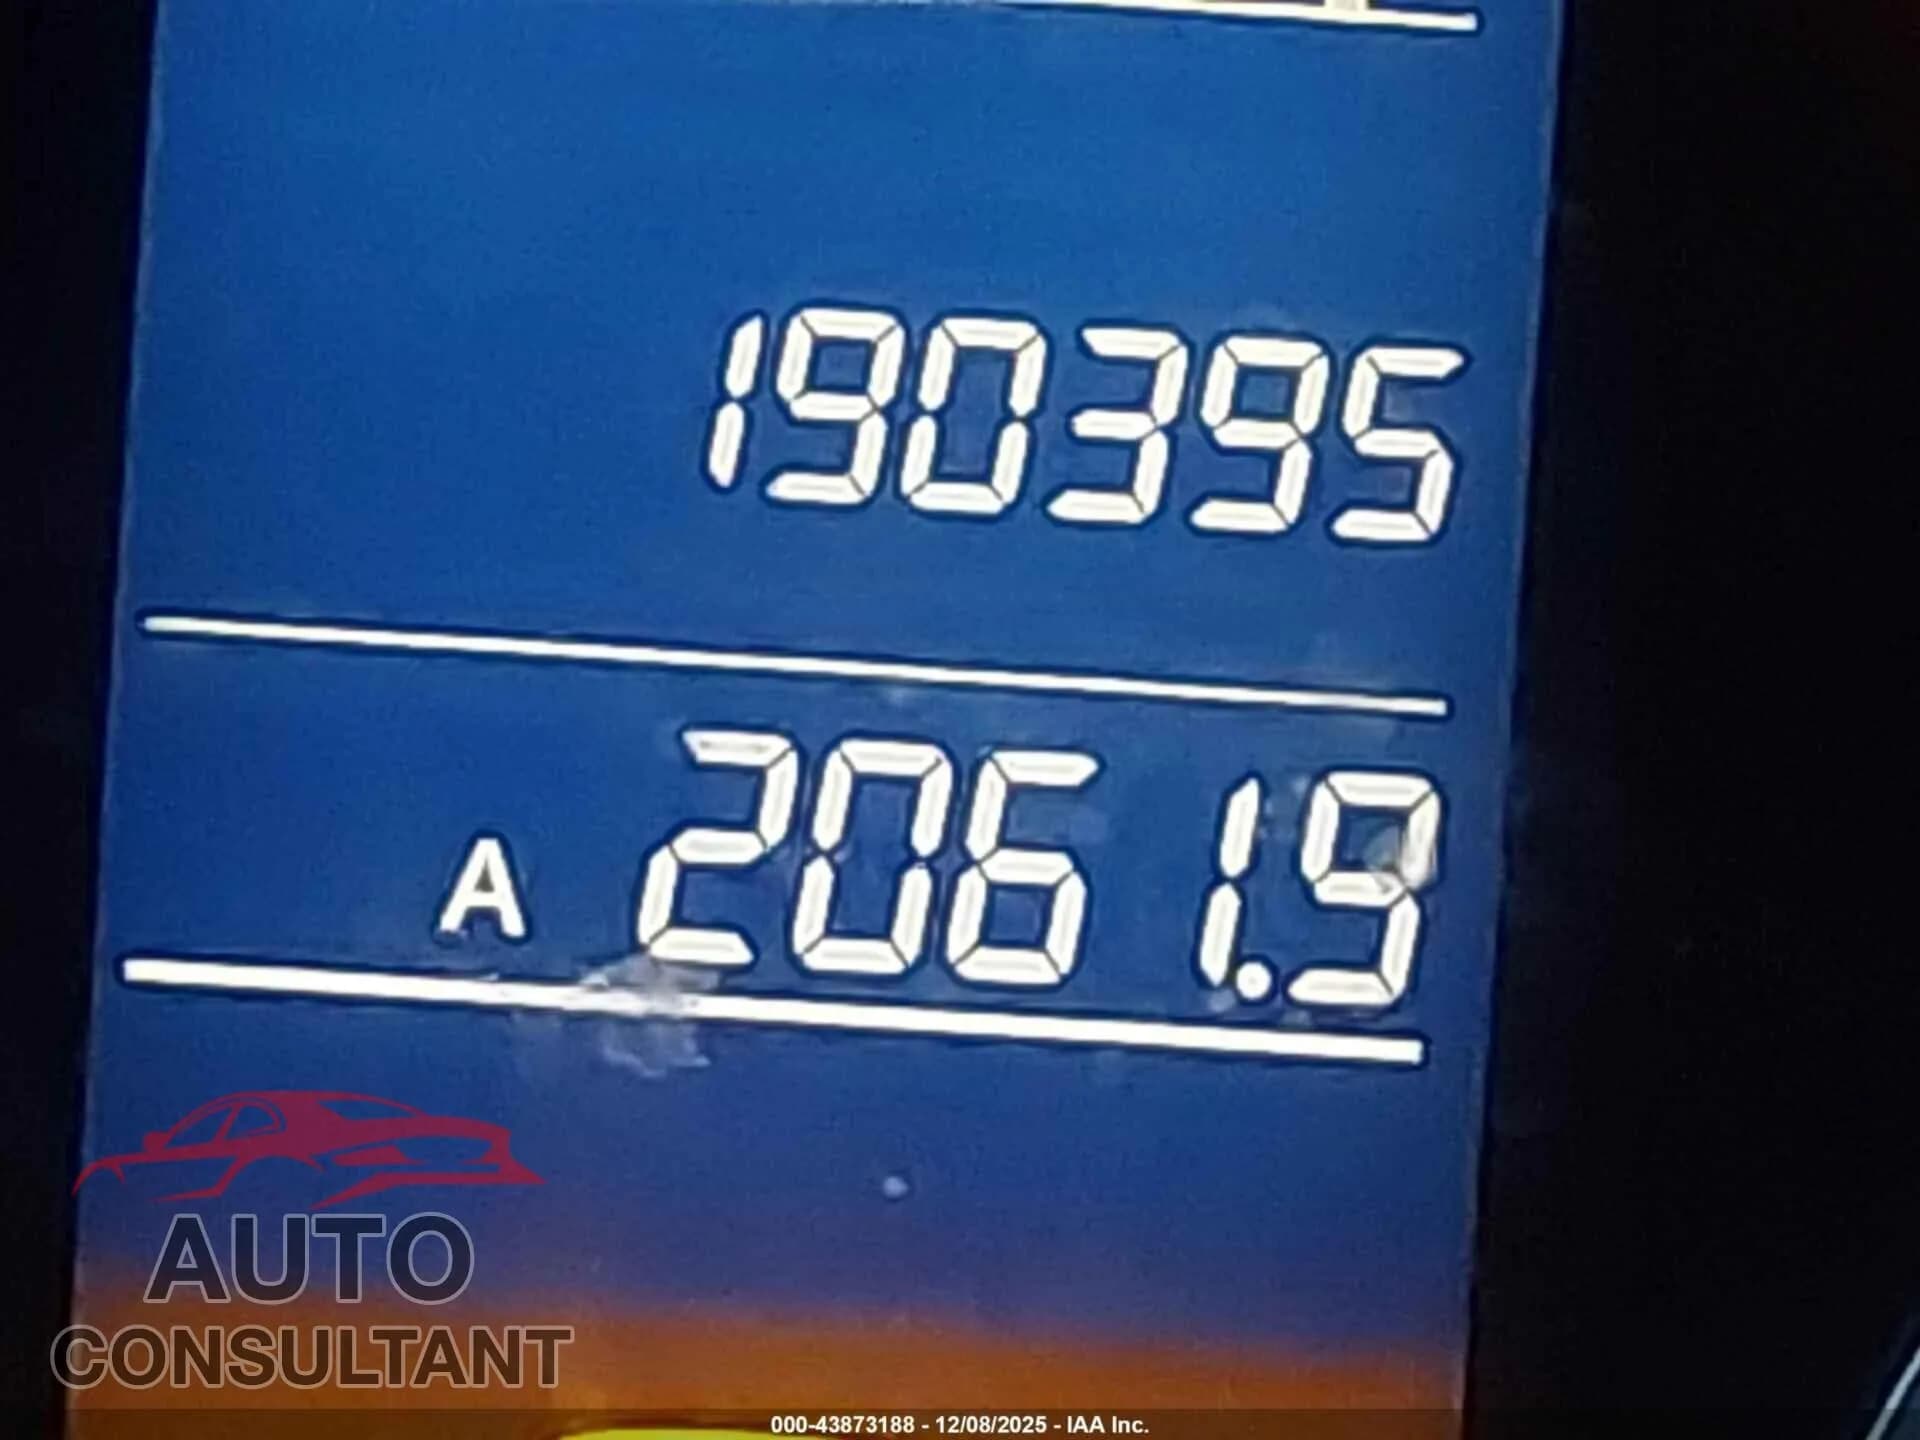 190395
A 2061.9
AUTO
CONSULTANT
000-43873188 - 12/08/2025 - IAA Inc.